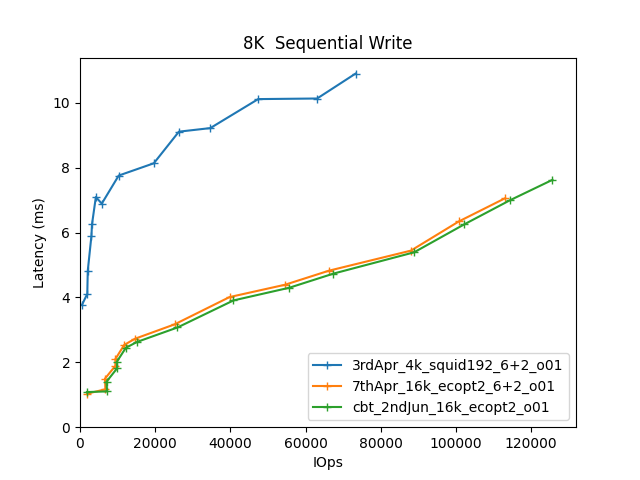 8K  Sequential Write
Latency (ms)
10
8
6
4
2
0
0 20000 40000 60000 80000 100000 120000
IOps
3rdApr_4k_squid192_6+2_o01
7thApr_16k_ecopt2_6+2_o01
cbt_2ndJun_16k_ecopt2_o01